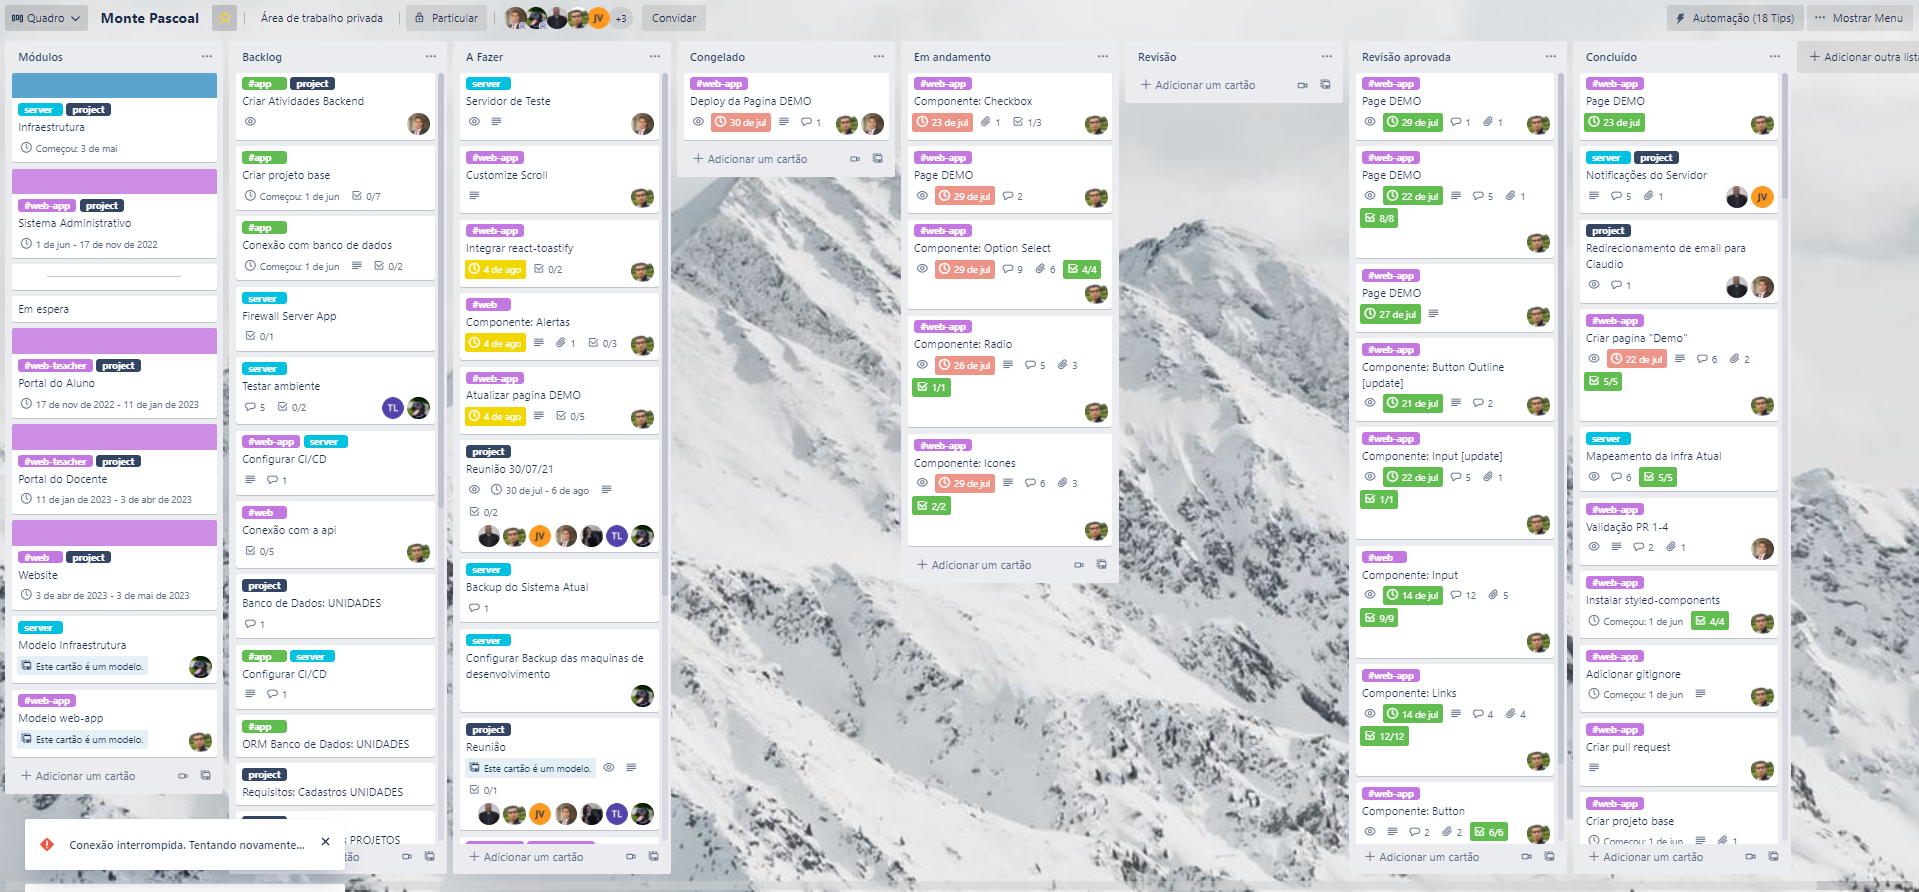 Quadro
Monte Pascoal
Área de trabalho privada
Particular
JV
+3
Convidar
Automação (18 Tips)
Mostrar Menu
Módulos
server project
Infraestrutura
Começou: 3 de mai
#web-app project
Sistema Administrativo
1 de jun - 17 de nov de 2022
Em espera
#web-teacher project
Portal do Aluno
17 de nov de 2022 - 11 de jan de 2023
#web-teacher project
Portal do Docente
11 de jan de 2023 - 3 de abr de 2023
#web project
Website
3 de abr de 2023 - 3 de mai de 2023
server
Modelo Infraestrutura
Este cartão é um modelo.
#web-app
Modelo web-app
Este cartão é um modelo.
+ Adicionar um cartão
Backlog
#app project
Criar Atividades Backend
#app
Criar projeto base
Começou: 1 de jun 0/7
#app
Conexão com banco de dados
Começou: 1 de jun 0/2
server
Firewall Server App
0/1
server
Testar ambiente
5 0/2 TL
#web-app server
Configurar CI/CD
1
#web
Conexão com a api
0/5
project
Banco de Dados: UNIDADES
1
#app server
Configurar CI/CD
1
#app
ORM Banco de Dados: UNIDADES
project
Requisitos: Cadastros UNIDADES
PROJETOS
A Fazer
server
Servidor de Teste
#web-app
Customize Scroll
#web-app
Integrar react-toastify
4 de ago 0/2
#web
Componente: Alertas
4 de ago 1 0/3
#web-app
Atualizar pagina DEMO
4 de ago 0/5
project
Reunião 30/07/21
30 de jul - 6 de ago
0/2
JV TL
server
Backup do Sistema Atual
1
server
Configurar Backup das maquinas de
desenvolvimento
project
Reunião
Este cartão é um modelo.
0/1
JV TL
+ Adicionar um cartão
Congelado
#web-app
Deploy da Pagina DEMO
30 de jul 1
+ Adicionar um cartão
Em andamento
#web-app
Componente: Checkbox
23 de jul 1 1/3
#web-app
Page DEMO
29 de jul 2
#web-app
Componente: Option Select
29 de jul 9 6 4/4
#web-app
Componente: Radio
26 de jul 5 3
1/1
#web-app
Componente: Icones
29 de jul 6 3
2/2
+ Adicionar um cartão
Revisão
+ Adicionar um cartão
Revisão aprovada
#web-app
Page DEMO
29 de jul 1 1
#web-app
Page DEMO
22 de jul 5 1
8/8
#web-app
Page DEMO
27 de jul
#web-app
Componente: Button Outline
[update]
21 de jul 2
#web-app
Componente: Input [update]
22 de jul 5 1
1/1
#web
Componente: Input
14 de jul 12 5
9/9
#web-app
Componente: Links
14 de jul 4 4
12/12
#web-app
Componente: Button
2 2 6/6
+ Adicionar um cartão
Concluído
#web-app
Page DEMO
23 de jul
server project
Notificações do Servidor
5 1 JV
project
Redirecionamento de email para
Claudio
1
#web-app
Criar pagina "Demo"
22 de jul 6 2
5/5
server
Mapeamento da Infra Atual
6 5/5
#web-app
Validação PR 1-4
2 1
#web-app
Instalar styled-components
Começou: 1 de jun 4/4
#web-app
Adicionar gitignore
Começou: 1 de jun
#web-app
Criar pull request
#web-app
Criar projeto base
Começou: 1 de jun 1
+ Adicionar um cartão
+ Adicionar outra lista
Conexão interrompida. Tentando novamente...
tão